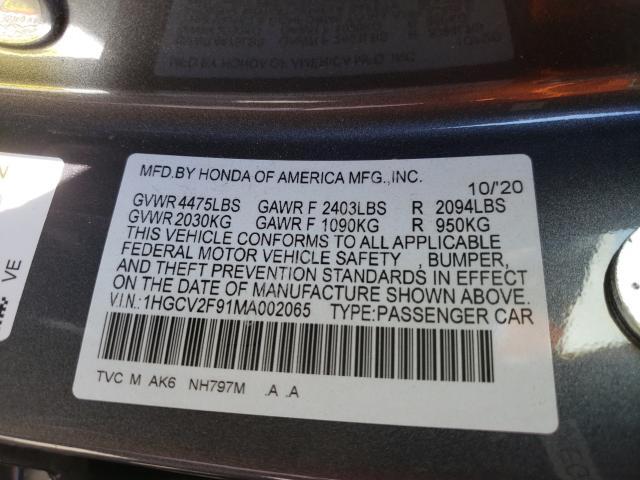 MFD.BY HONDA OF AMERICA MFG.,INC.
10/'20
GVWR 4475LBS GAWR F 2403LBS R 2094LBS
GVWR 2030KG GAWR F 1090KG R 950KG
THIS VEHICLE CONFORMS TO ALL APPLICABLE
FEDERAL MOTOR VEHICLE SAFETY , BUMPER,
AND THEFT PREVENTION STANDARDS IN EFFECT
ON THE DATE OF MANUFACTURE SHOWN ABOVE.
V.I.N.:1HGCV2F91MA002065 TYPE:PASSENGER CAR
TVC M AK6 NH797M .A .A
VE